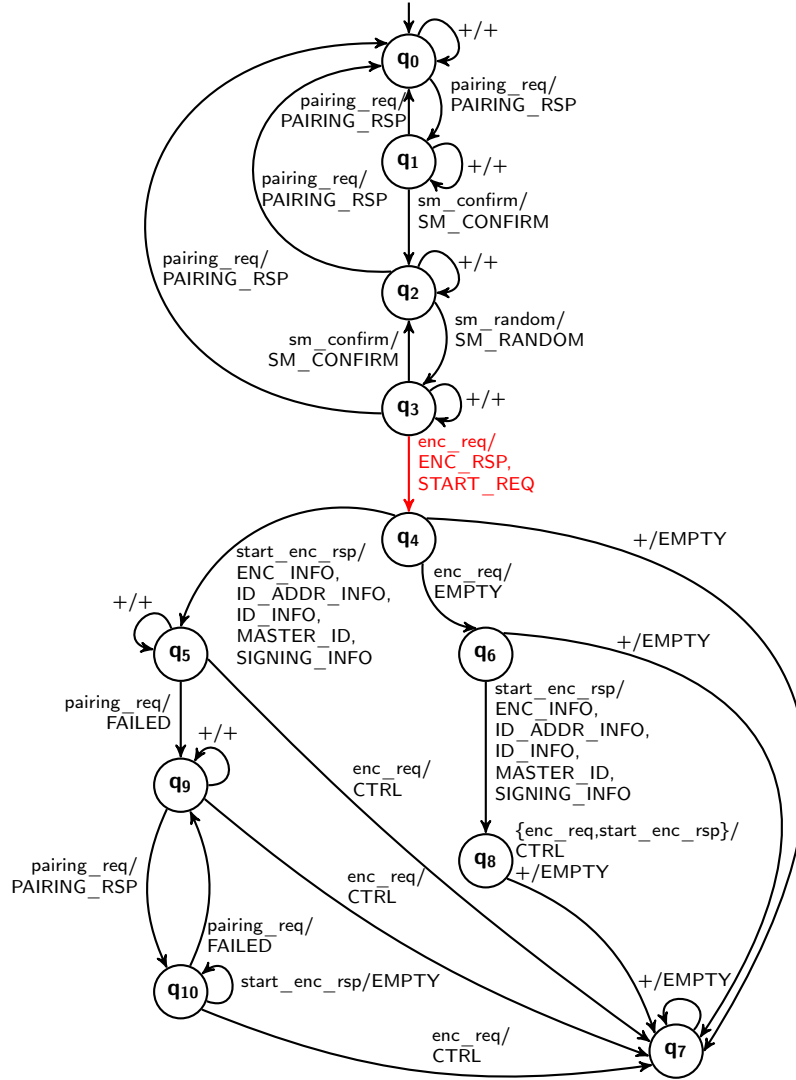 q0
+/+
pairing_req/
PAIRING_RSP
pairing_req/
PAIRING_RSP
q1
+/+
pairing_req/
PAIRING_RSP
sm_confirm/
SM_CONFIRM
pairing_req/
PAIRING_RSP
q2
+/+
sm_confirm/
SM_CONFIRM
sm_random/
SM_RANDOM
q3
+/+
enc_req/
ENC_RSP,
START_REQ
q4
start_enc_rsp/
ENC_INFO,
ID_ADDR_INFO,
ID_INFO,
MASTER_ID,
SIGNING_INFO
enc_req/
EMPTY
+/EMPTY
+/+
q5
q6
+/EMPTY
pairing_req/
FAILED
start_enc_rsp/
ENC_INFO,
ID_ADDR_INFO,
ID_INFO,
MASTER_ID,
SIGNING_INFO
+/+
q9
enc_req/
CTRL
q8
{enc_req,start_enc_rsp}/
CTRL
+/EMPTY
pairing_req/
PAIRING_RSP
enc_req/
CTRL
pairing_req/
FAILED
q10
start_enc_rsp/EMPTY
+/EMPTY
enc_req/
CTRL
q7